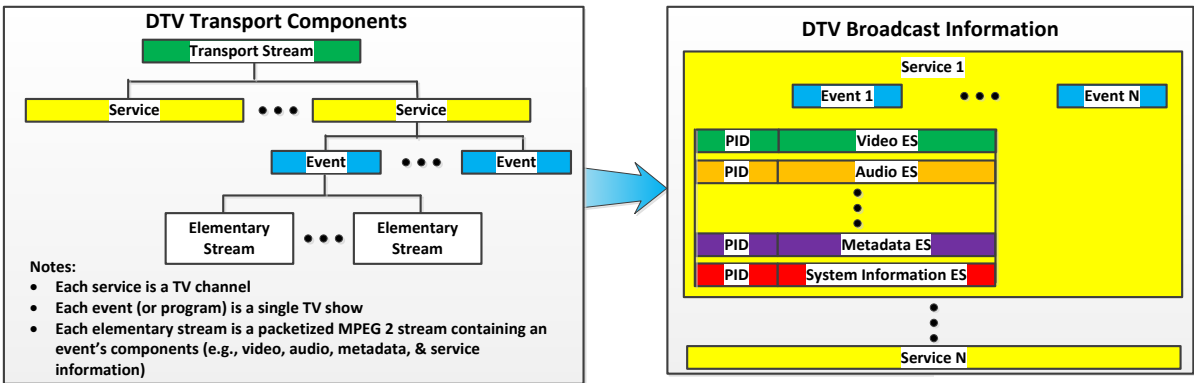 DTV Transport Components
Transport Stream
Service
Service
Event
Event
Elementary
Stream
Elementary
Stream
Notes:
• Each service is a TV channel
• Each event (or program) is a single TV show
• Each elementary stream is a packetized MPEG 2 stream containing an
event's components (e.g., video, audio, metadata, & service
information)
DTV Broadcast Information
Service 1
Event 1
Event N
PID Video ES
PID Audio ES
PID Metadata ES
PID System Information ES
Service N